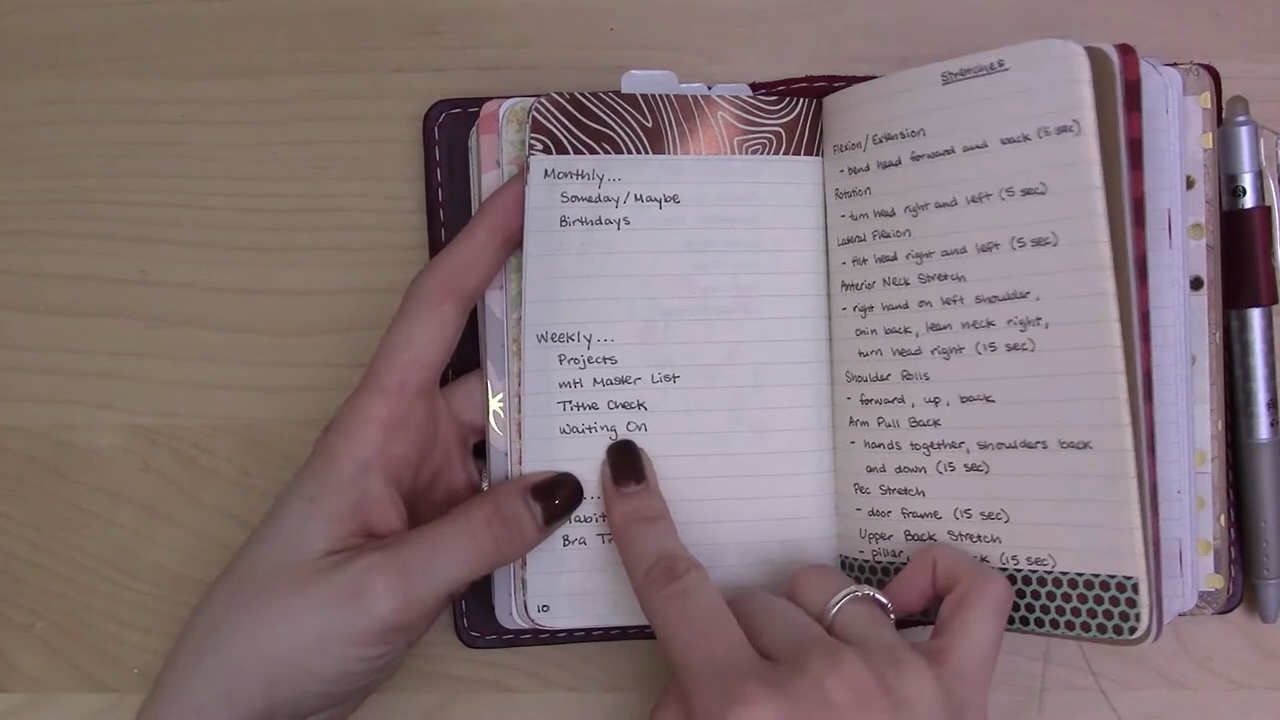 Monthly...
Someday/Maybe
Birthdays
Weekly...
Projects
mH Master List
Tithe Check
Waiting On
...
Bra
10
Stretches
Flexion/Extension
- bend head forward and back (5 sec)
Rotation
- turn head right and left (5 sec)
Lateral Flexion
- tilt head right and left (5 sec)
Anterior Neck Stretch
- right hand on left shoulder,
chin back, lean neck right,
turn head right (15 sec)
Shoulder Rolls
- forward, up, back
Arm Pull Back
- hands together, shoulders back
and down (15 sec)
Pec Stretch
- door frame (15 sec)
Upper Back Stretch
- pillar, (15 sec)